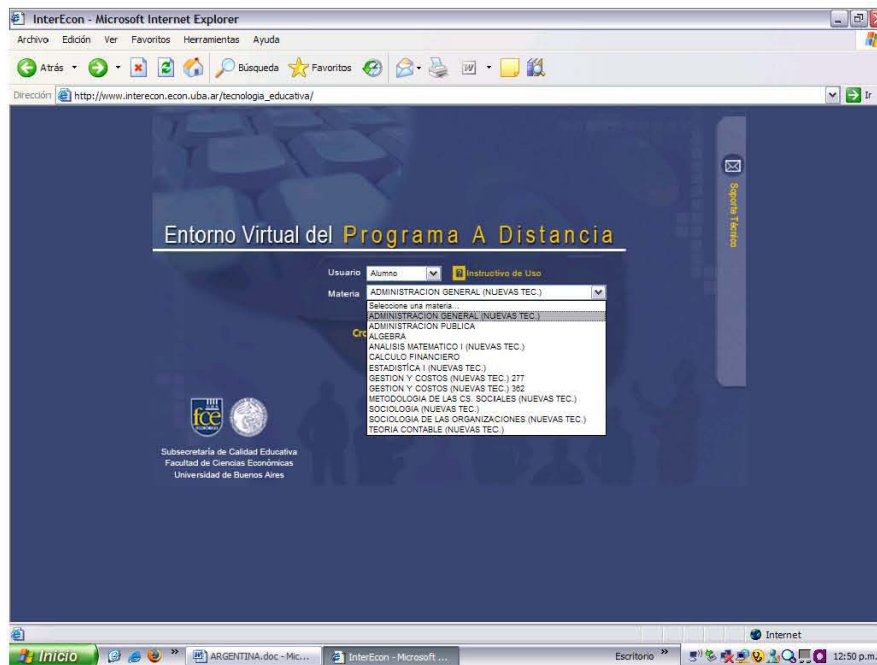 InterEcon - Microsoft Internet Explorer
Archivo Edición Ver Favoritos Herramientas Ayuda
Atrás Búsqueda Favoritos
Dirección http://www.interecon.econ.uba.ar/tecnologia_educativa/ Ir
Soporte Técnico
Entorno Virtual del Programa A Distancia
Usuario Alumno ? Instructivo de Uso
Materia ADMINISTRACION GENERAL (NUEVAS TEC.)
Seleccione una materia...
ADMINISTRACION GENERAL (NUEVAS TEC.)
ADMINISTRACION PUBLICA
ALGEBRA
ANALISIS MATEMATICO I (NUEVAS TEC.)
CALCULO FINANCIERO
ESTADISTÍCA I (NUEVAS TEC.)
GESTION Y COSTOS (NUEVAS TEC.) 277
GESTION Y COSTOS (NUEVAS TEC.) 362
METODOLOGIA DE LAS CS. SOCIALES (NUEVAS TEC.)
SOCIOLOGIA (NUEVAS TEC.)
SOCIOLOGIA DE LAS ORGANIZACIONES (NUEVAS TEC.)
TEORIA CONTABLE (NUEVAS TEC.)
fce
Subsecretaría de Calidad Educativa
Facultad de Ciencias Económicas
Universidad de Buenos Aires
Internet
Inicio » ARGENTINA.doc - Mic... InterEcon - Microsoft ... Escritorio » 12:50 p.m.